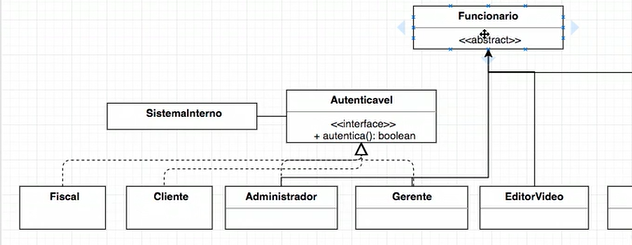 Funcionario
<<abstract>>
Autenticavel
<<interface>>
+ autentica(): boolean
SistemaInterno
Fiscal
Cliente
Administrador
Gerente
EditorVideo